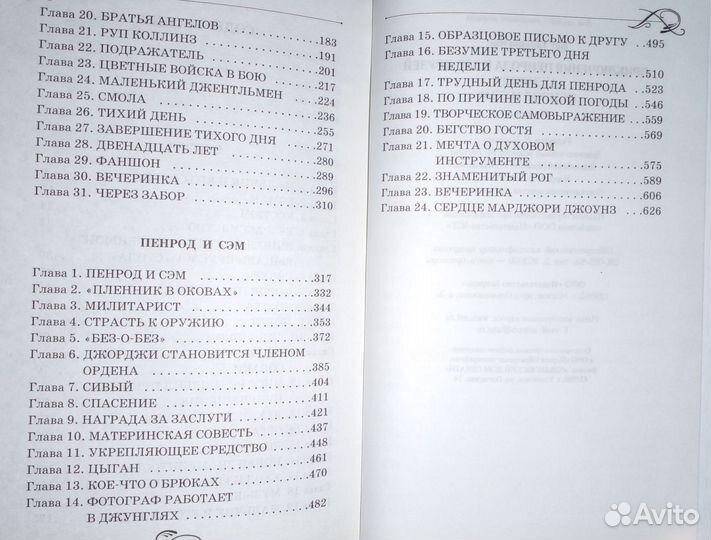 Глава 20. БРАТЬЯ АНГЕЛОВ 183
Глава 21. РУП КОЛЛИНЗ 191
Глава 22. ПОДРАЖАТЕЛЬ 201
Глава 23. ЦВЕТНЫЕ ВОЙСКА В БОЮ 217
Глава 24. МАЛЕНЬКИЙ ДЖЕНТЛЬМЕН 224
Глава 25. СМОЛА 236
Глава 26. ТИХИЙ ДЕНЬ 255
Глава 27. ЗАВЕРШЕНИЕ ТИХОГО ДНЯ 271
Глава 28. ДВЕНАДЦАТЬ ЛЕТ 280
Глава 29. ФАНШОН 289
Глава 30. ВЕЧЕРИНКА 296
Глава 31. ЧЕРЕЗ ЗАБОР 310
ПЕНРОД И СЭМ
Глава 1. ПЕНРОД И СЭМ 317
Глава 2. «ПЛЕННИК В ОКОВАХ» 332
Глава 3. МИЛИТАРИСТ 344
Глава 4. СТРАСТЬ К ОРУЖИЮ 353
Глава 5. «БЕЗ-О-БЕЗ» 372
Глава 6. ДЖОРДЖИ СТАНОВИТСЯ ЧЛЕНОМ
ОРДЕНА 385
Глава 7. СИВЫЙ 404
Глава 8. СПАСЕНИЕ 411
Глава 9. НАГРАДА ЗА ЗАСЛУГИ 421
Глава 10. МАТЕРИНСКАЯ СОВЕСТЬ 437
Глава 11. УКРЕПЛЯЮЩЕЕ СРЕДСТВО 448
Глава 12. ЦЫГАН 461
Глава 13. КОЕ-ЧТО О БРЮКАХ 470
Глава 14. ФОТОГРАФ РАБОТАЕТ
В ДЖУНГЛЯХ 482
Глава 15. ОБРАЗЦОВОЕ ПИСЬМО К ДРУГУ 495
Глава 16. БЕЗУМИЕ ТРЕТЬЕГО ДНЯ
НЕДЕЛИ 510
Глава 17. ТРУДНЫЙ ДЕНЬ ДЛЯ ПЕНРОДА 523
Глава 18. ПО ПРИЧИНЕ ПЛОХОЙ ПОГОДЫ 546
Глава 19. ТВОРЧЕСКОЕ САМОВЫРАЖЕНИЕ 559
Глава 20. БЕГСТВО ГОСТЯ 569
Глава 21. МЕЧТА О ДУХОВОМ
ИНСТРУМЕНТЕ 575
Глава 22. ЗНАМЕНИТЫЙ РОГ 589
Глава 23. ВЕЧЕРИНКА 606
Глава 24. СЕРДЦЕ МАРДЖОРИ ДЖОУНЗ 626
Avito